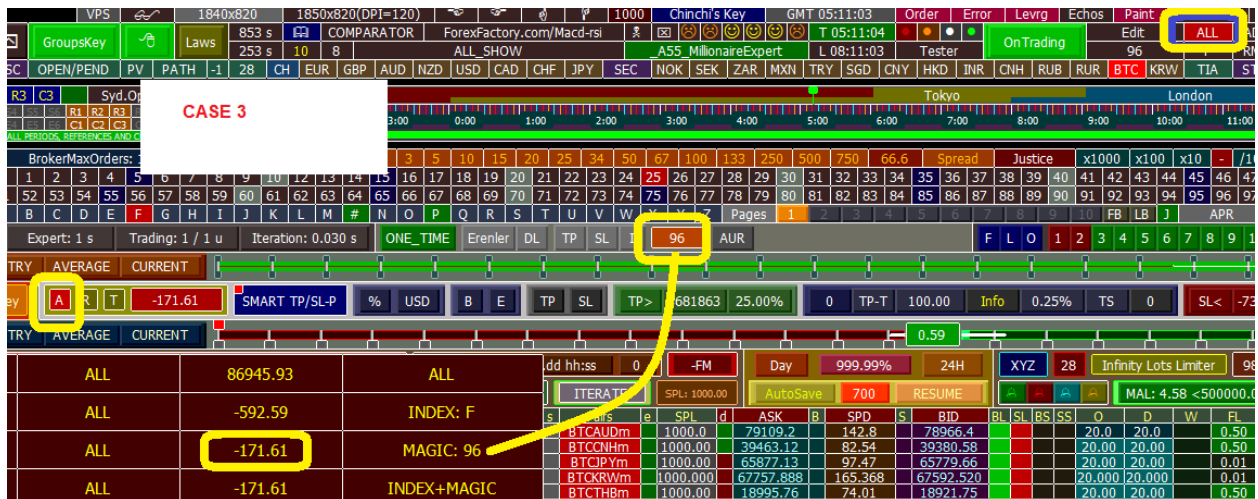 VPS 1840x820 1850x820(DPI=120) 1000 Chinchi's Key GMT 05:11:03 Order Error Levrg Echos Paint
GroupsKey Laws 853 s COMPARATOR ForexFactory.com/Macd-rsi T 05:11:04 OnTrading Edit ALL
253 s 10 8 ALL_SHOW _A55_MillionaireExpert L 08:11:03 Tester 96
SC OPEN/PEND PV PATH -1 28 CH EUR GBP AUD NZD USD CAD CHF JPY SEC NOK SEK ZAR MXN TRY SGD CNY HKD INR CNH RUB RUR BTC KRW TIA
R3 C3 Syd.Op Tokyo London
R1 R2 R3
C1 C2 C3
CASE 3
3:00 0:00 1:00 2:00 3:00 4:00 5:00 6:00 7:00 8:00 9:00 10:00 11:00
ALL PERIODS, REFERENCES AND C
BrokerMaxOrders: 3 5 10 15 20 25 34 50 67 100 133 250 500 750 66.6 Spread Justice x1000 x100 x10 - /10
1 2 3 4 5 6 7 8 9 10 11 12 13 14 15 16 17 18 19 20 21 22 23 24 25 26 27 28 29 30 31 32 33 34 35 36 37 38 39 40 41 42 43 44 45 46 47
52 53 54 55 56 57 58 59 60 61 62 63 64 65 66 67 68 69 70 71 72 73 74 75 76 77 78 79 80 81 82 83 84 85 86 87 88 89 90 91 92 93 94 95 96 97
B C D E F G H I J K L M # N O P Q R S T U V W X Y Z Pages 1 2 3 4 5 6 7 8 9 10 FB LB J APR
Expert: 1 s Trading: 1 / 1 u Iteration: 0.030 s ONE_TIME Erenler DL TP SL 96 AUR F L O 1 2 3 4 5 6 7 8 9
TRY AVERAGE CURRENT
ey A R T -171.61 SMART TP/SL-P % USD B E TP SL TP> 681863 25.00% 0 TP-T 100.00 Info 0.25% TS 0 SL< -73
TRY AVERAGE CURRENT 0.59
ALL 86945.93 ALL
ALL -592.59 INDEX: F
ALL -171.61 MAGIC: 96
ALL -171.61 INDEX+MAGIC
.dd hh:ss 0 -FM Day 999.99% 24H XYZ 28 Infinity Lots Limiter 98
ITERATE SPL: 1000.00 AutoSave 700 RESUME MAL: 4.58 <500000.0
s Pairs e SPL d ASK B SPD S BID BL SL BS SS O D W FL
BTCAUDm 1000.0 79109.2 142.8 78966.4 20.0 20.0 0.50
BTCCNHm 1000.00 39463.12 82.54 39380.58 20.00 20.00 0.50
BTCJPYm 1000.00 65877.13 97.47 65779.66 20.00 20.00 0.01
BTCKRWm 1000.000 67757.888 165.368 67592.520 20.000 20.000 0.01
BTCTHBm 1000.00 18995.76 74.01 18921.75 20.00 20.00 0.50